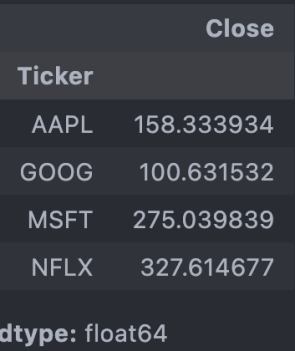 Close
Ticker
AAPL 158.333934
GOOG 100.631532
MSFT 275.039839
NFLX 327.614677
dtype: float64